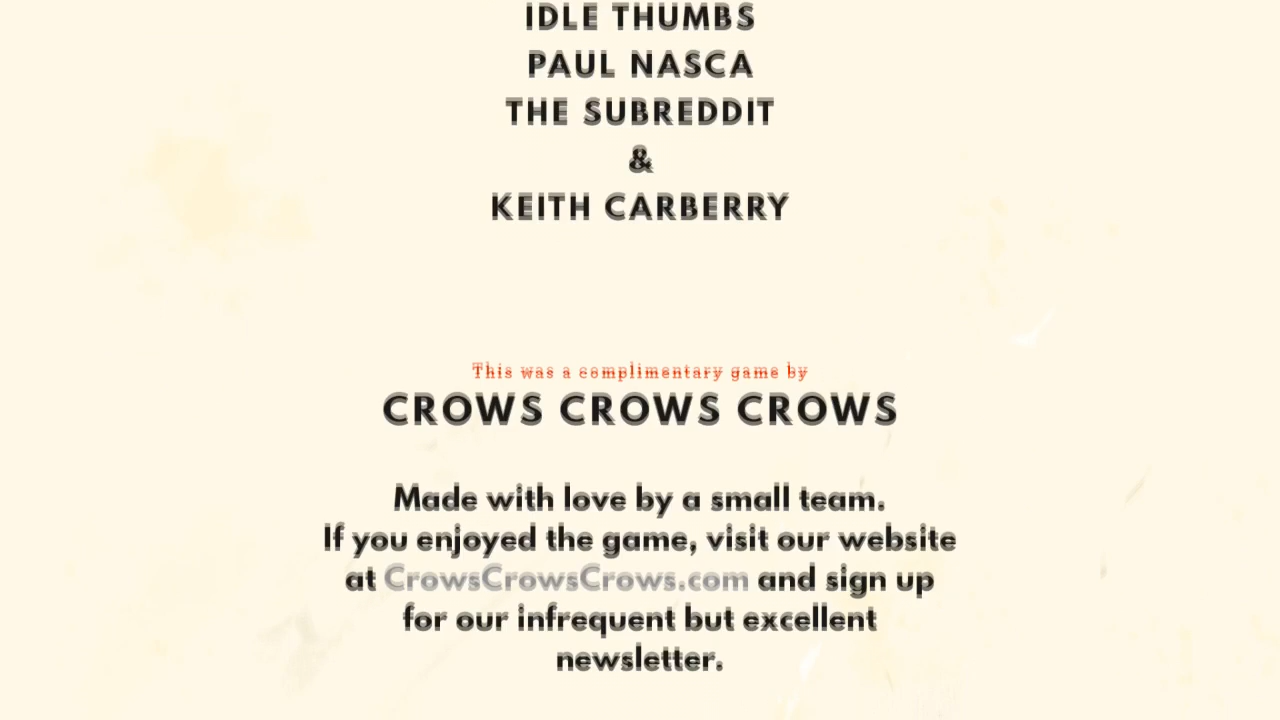 IDLE THUMBS
PAUL NASCA
THE SUBREDDIT
&
KEITH CARBERRY
This was a complimentary game by
CROWS CROWS CROWS
Made with love by a small team.
If you enjoyed the game, visit our website
at CrowsCrowsCrows.com and sign up
for our infrequent but excellent
newsletter.